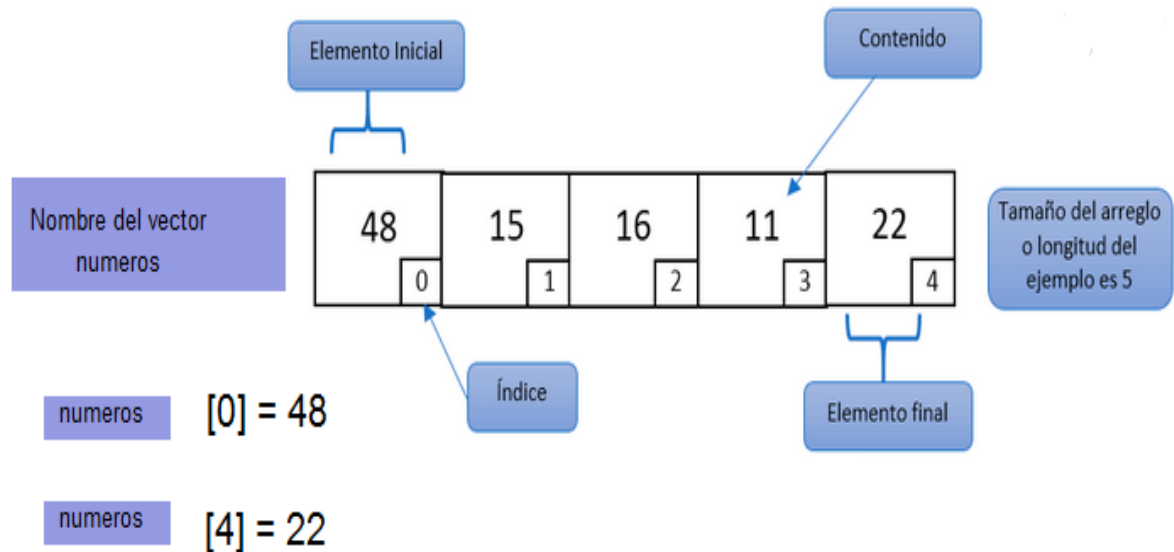 Elemento Inicial
Contenido
Nombre del vector
numeros
48
15
16
11
22
0
1
2
3
4
Tamaño del arreglo
o longitud del
ejemplo es 5
Índice
Elemento final
numeros [0] = 48
numeros [4] = 22